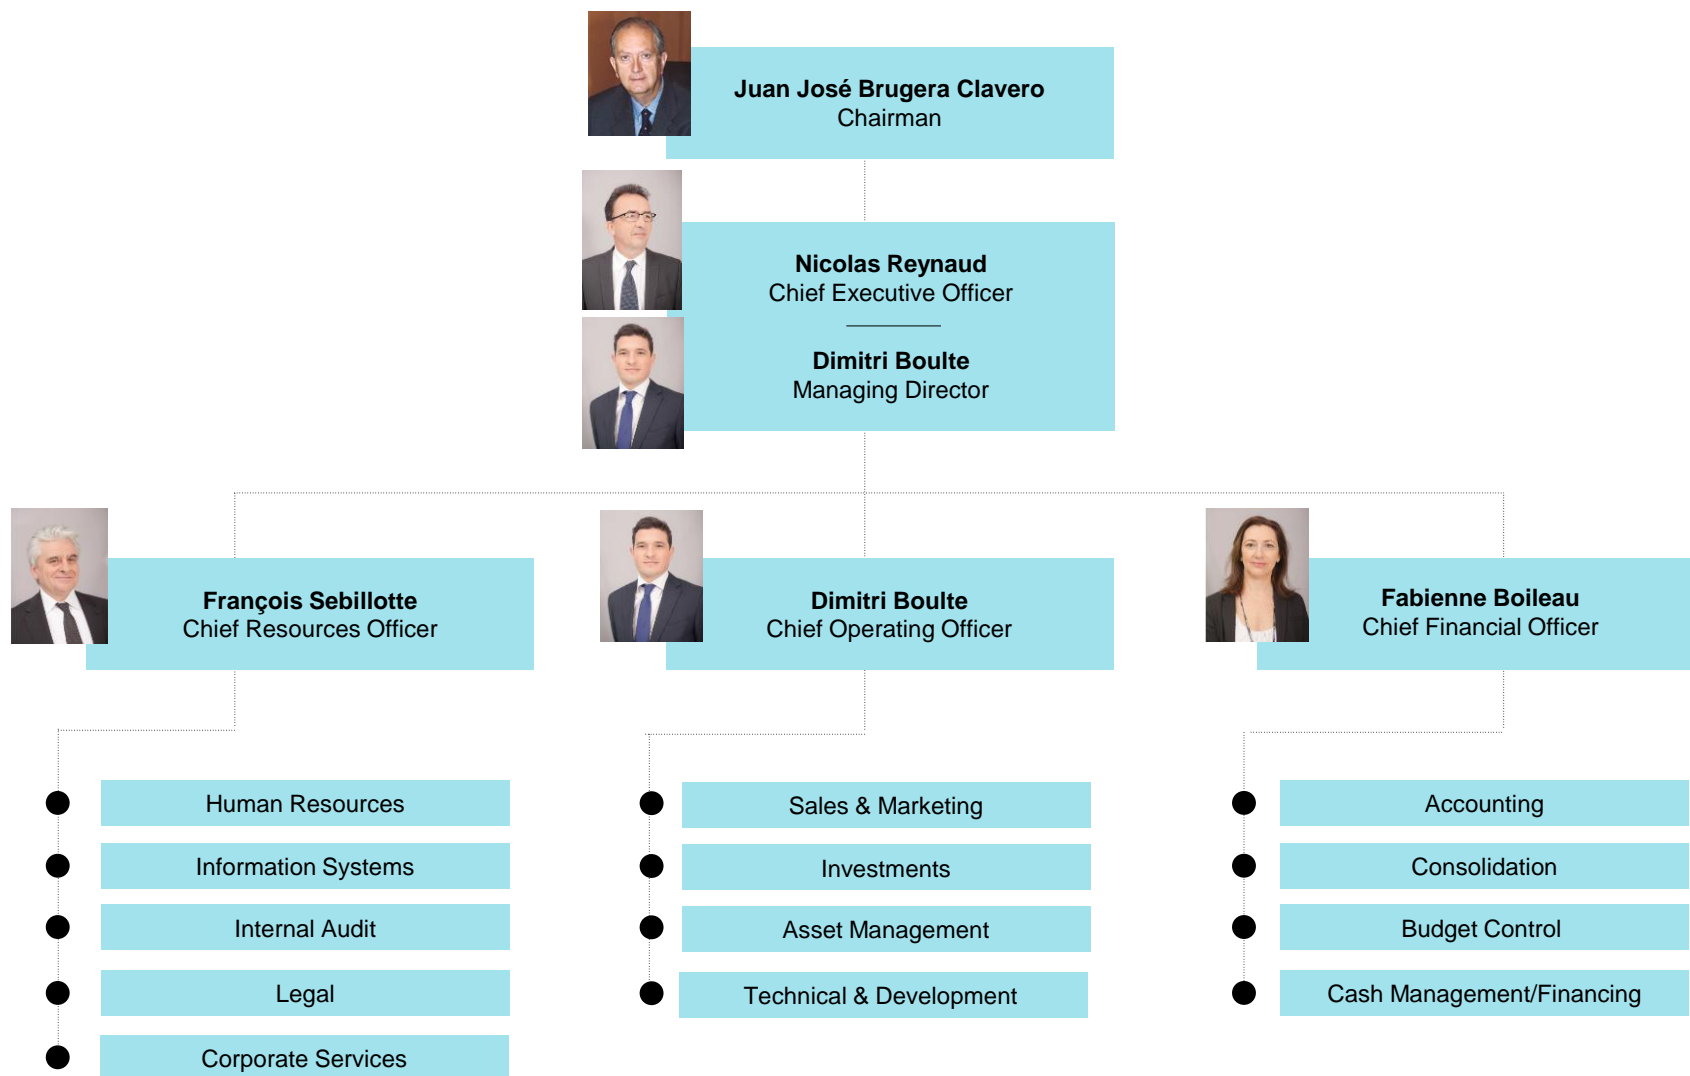 Juan José Brugera Clavero
Chairman
Nicolas Reynaud
Chief Executive Officer
Dimitri Boulte
Managing Director
François Sebillotte
Chief Resources Officer
Dimitri Boulte
Chief Operating Officer
Fabienne Boileau
Chief Financial Officer
Human Resources
Information Systems
Internal Audit
Legal
Corporate Services
Sales & Marketing
Investments
Asset Management
Technical & Development
Accounting
Consolidation
Budget Control
Cash Management/Financing